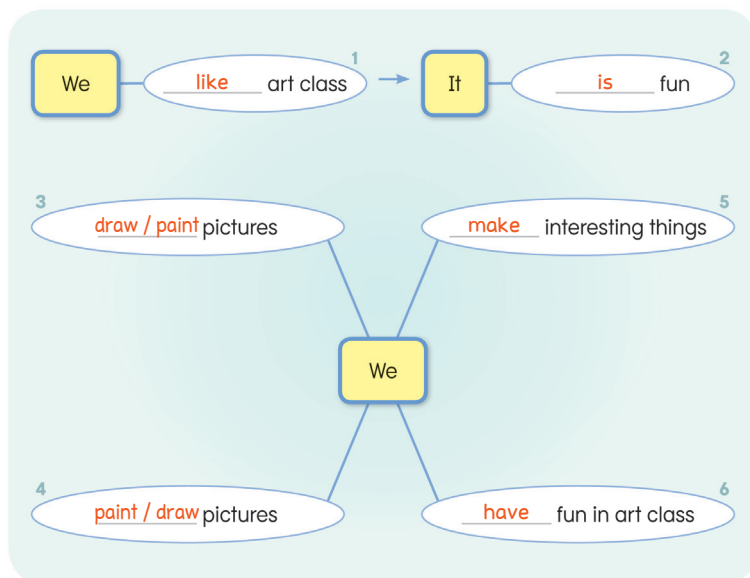 1
We like art class
2
It is fun
3
draw / paint pictures
5
make interesting things
We
4
paint / draw pictures
6
have fun in art class